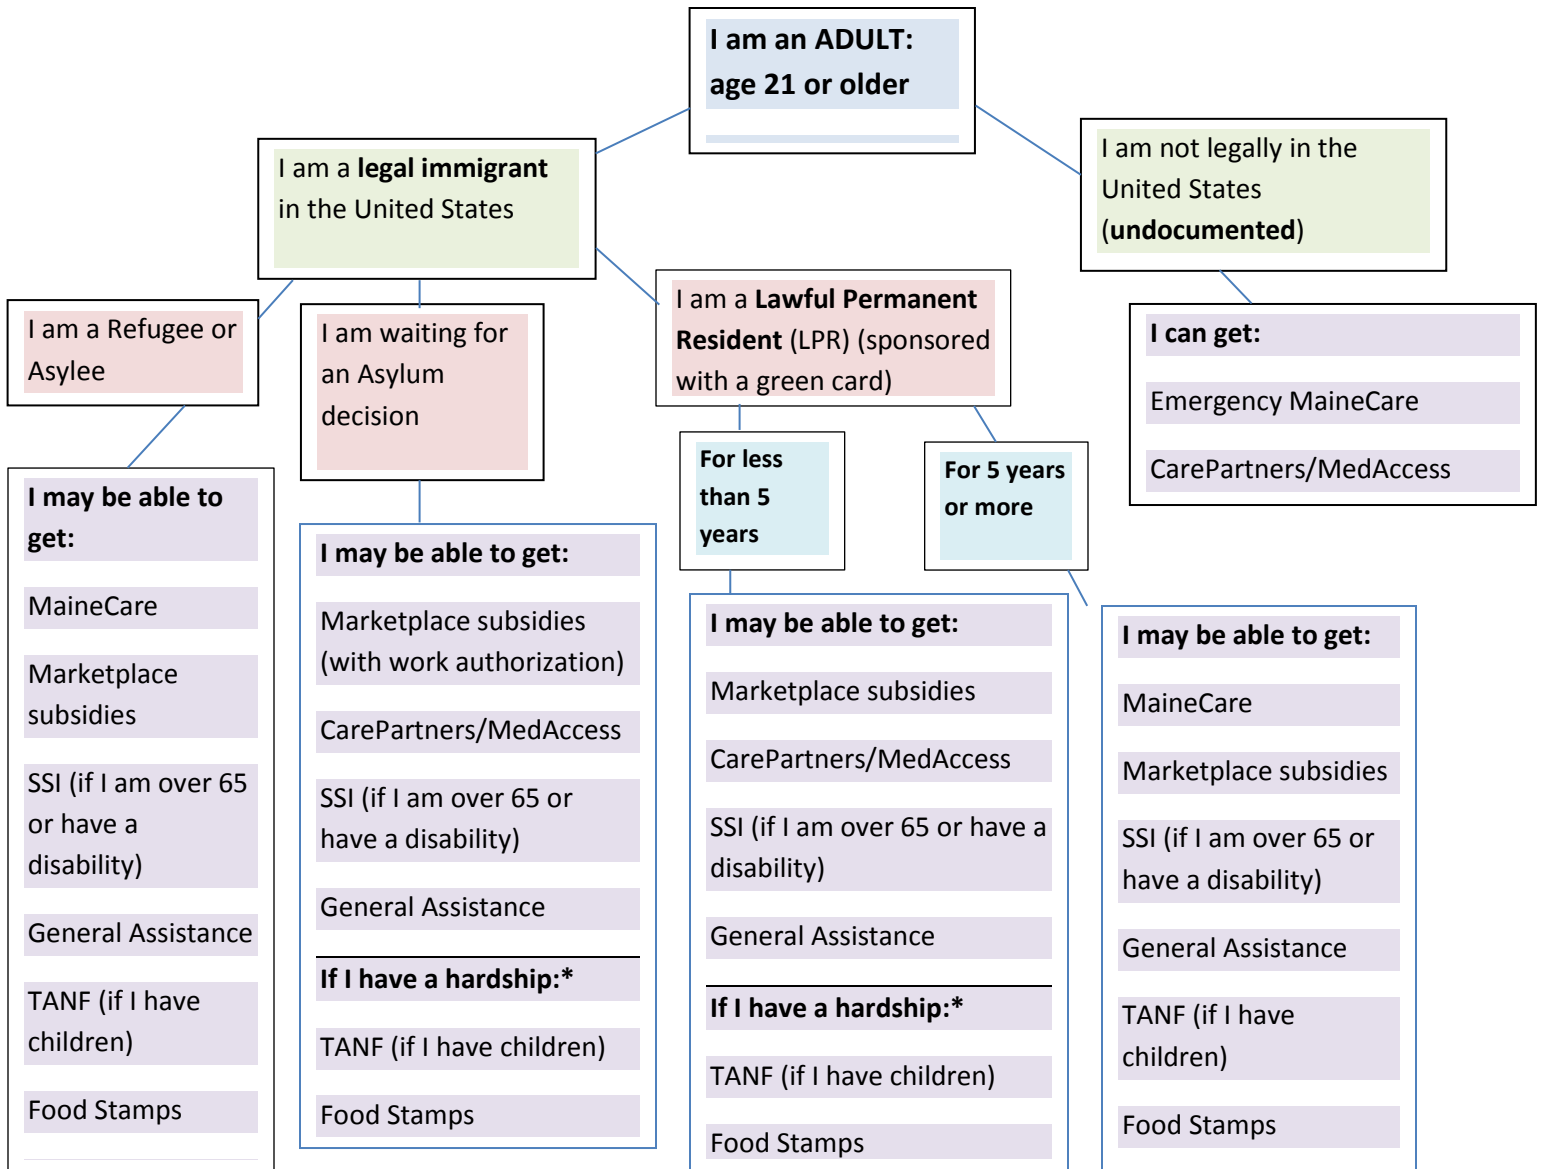 I am an ADULT:
age 21 or older
I am a legal immigrant
in the United States
I am not legally in the
United States
(undocumented)
I am a Refugee or
Asylee
I am waiting for
an Asylum
decision
I am a Lawful Permanent
Resident (LPR) (sponsored
with a green card)
I can get:
Emergency MaineCare
CarePartners/MedAccess
For less
than 5
years
For 5 years
or more
I may be able to
get:
MaineCare
Marketplace
subsidies
SSI (if I am over 65
or have a
disability)
General Assistance
TANF (if I have
children)
Food Stamps
I may be able to get:
Marketplace subsidies
(with work authorization)
CarePartners/MedAccess
SSI (if I am over 65 or
have a disability)
General Assistance
If I have a hardship:*
TANF (if I have children)
Food Stamps
I may be able to get:
Marketplace subsidies
CarePartners/MedAccess
SSI (if I am over 65 or have a
disability)
General Assistance
If I have a hardship:*
TANF (if I have children)
Food Stamps
I may be able to get:
MaineCare
Marketplace subsidies
SSI (if I am over 65 or
have a disability)
General Assistance
TANF (if I have
children)
Food Stamps